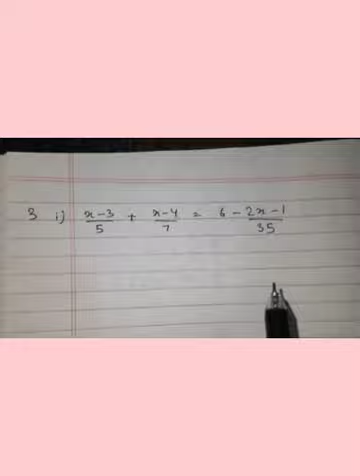 3 i) x-3/5 + x-4/7 = 6 - 2x-1/35